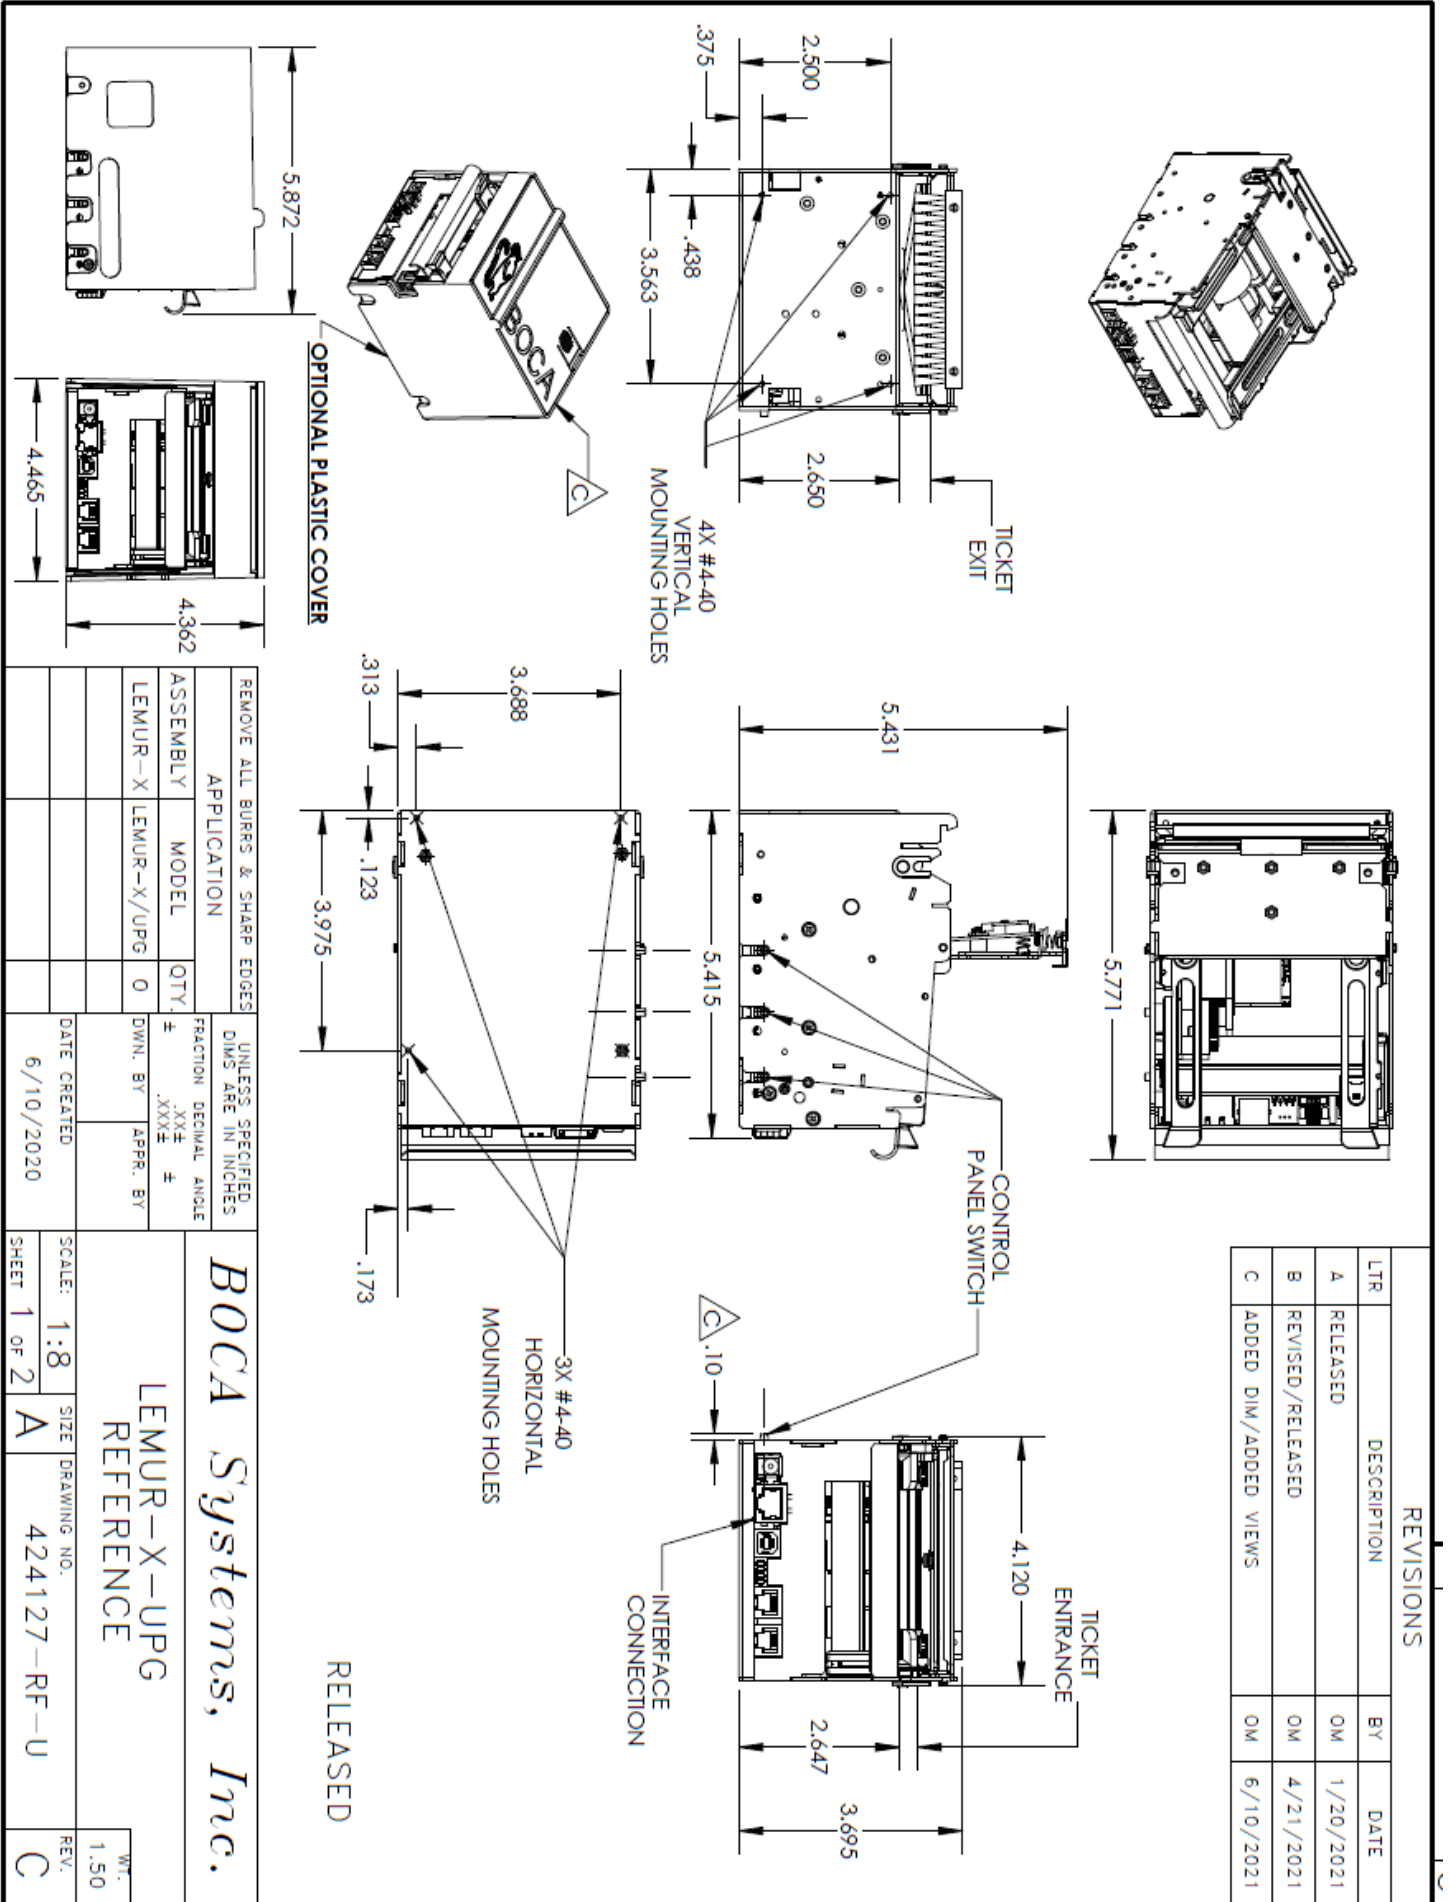 REVISIONS
LTR DESCRIPTION BY DATE
A RELEASED OM 1/20/2021
B REVISED/RELEASED OM 4/21/2021
C ADDED DIM/ADDED VIEWS OM 6/10/2021
5.771
TICKET
EXIT
2.500
.375
2.650
.438
3.563
4X #4-40
VERTICAL
MOUNTING HOLES
5.431
5.415
CONTROL
PANEL SWITCH
TICKET
ENTRANCE
4.120
2.647
3.695
C .10
INTERFACE
CONNECTION
BOCA
C
OPTIONAL PLASTIC COVER
3.688
.313
.123
3.975
.173
3X #4-40
HORIZONTAL
MOUNTING HOLES
RELEASED
5.872
4.465
4.362
REMOVE ALL BURRS & SHARP EDGES
APPLICATION
ASSEMBLY MODEL QTY.
LEMUR-X LEMUR-X/UPG 0
UNLESS SPECIFIED
DIMS ARE IN INCHES
FRACTION DECIMAL ANGLE
± .XX± ±
.XXX±
DWN. BY APPR. BY
DATE CREATED
6/10/2020
BOCA Systems, Inc.
LEMUR-X-UPG
REFERENCE
WT.
1.50
SCALE: 1:8
SHEET 1 OF 2
SIZE
A
DRAWING NO.
424127-RF-U
REV.
C